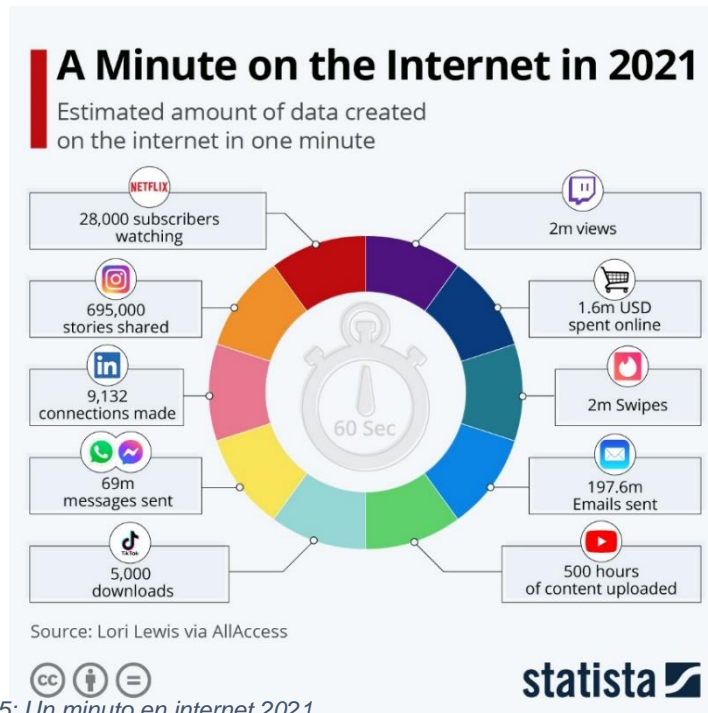 A Minute on the Internet in 2021
Estimated amount of data created
on the internet in one minute
NETFLIX
28,000 subscribers
watching
2m views
695,000
stories shared
1.6m USD
spent online
in
9,132
connections made
2m Swipes
60 Sec
69m
messages sent
197.6m
Emails sent
TikTok
5,000
downloads
500 hours
of content uploaded
Source: Lori Lewis via AllAccess
cc
statista
5: Un minuto en internet 2021